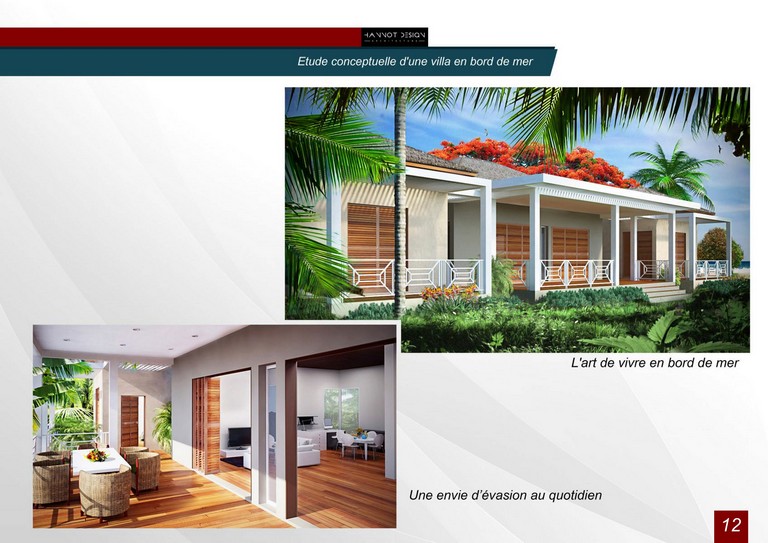 HANNOT DESIGN
Etude conceptuelle d'une villa en bord de mer
L'art de vivre en bord de mer
Une envie d'évasion au quotidien
12